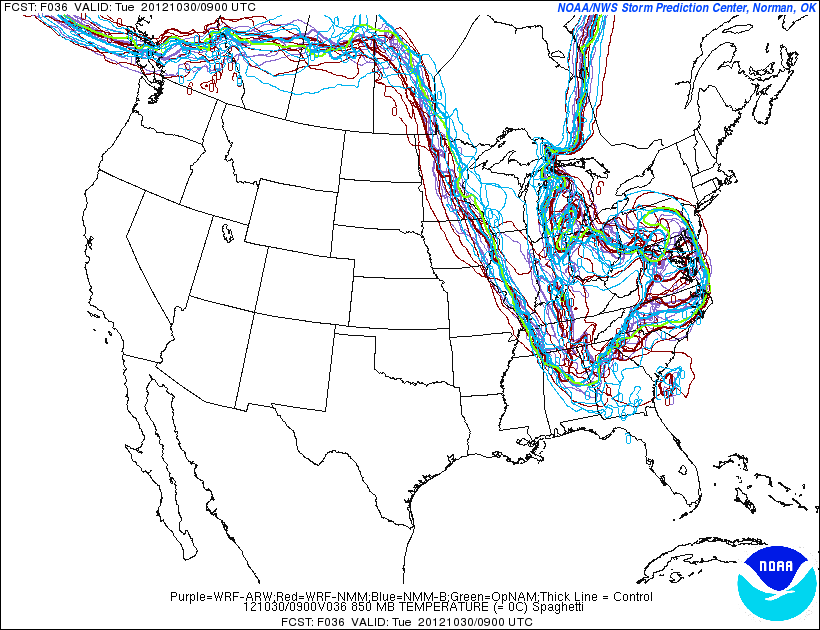 FCST: F036 VALID: Tue 20121030/0900 UTC
NOAA/NWS Storm Prediction Center, Norman, OK
NOAA
Purple=WRF-ARW;Red=WRF-NMM;Blue=NMM-B;Green=OpNAM;Thick Line = Control
121030/0900V036 850 MB TEMPERATURE (= 0C) Spaghetti
FCST: F036 VALID: Tue 20121030/0900 UTC